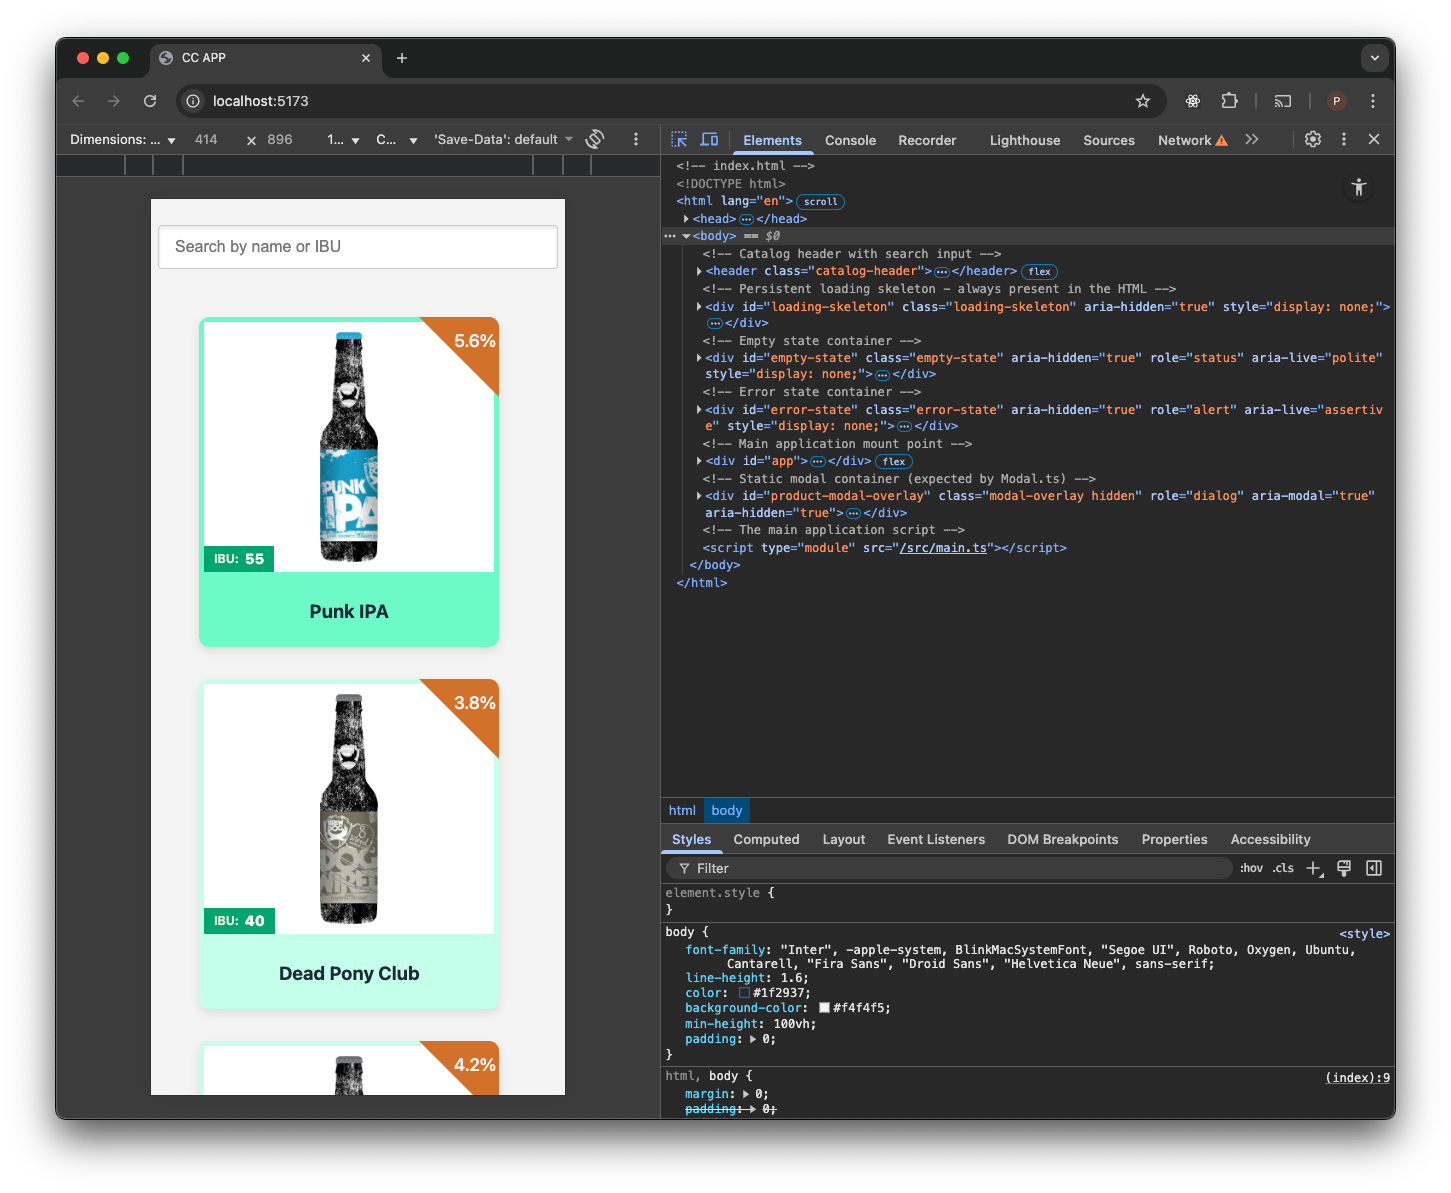 CC APP
localhost:5173
P
Dimensions: ...
414
896
1...
C...
'Save-Data': default
Elements
Console
Recorder
Lighthouse
Sources
Network
Search by name or IBU
5.6%
PUNK
IPA
IBU: 55
Punk IPA
3.8%
DOG
WIRED
IBU: 40
Dead Pony Club
4.2%
<!-- index.html -->
<!DOCTYPE html>
<html lang="en"> scroll
<head> ••• </head>
••• <body> == $0
<!-- Catalog header with search input -->
<header class="catalog-header"> ••• </header> flex
<!-- Persistent loading skeleton – always present in the HTML -->
<div id="loading-skeleton" class="loading-skeleton" aria-hidden="true" style="display: none;">
••• </div>
<!-- Empty state container -->
<div id="empty-state" class="empty-state" aria-hidden="true" role="status" aria-live="polite"
style="display: none;"> ••• </div>
<!-- Error state container -->
<div id="error-state" class="error-state" aria-hidden="true" role="alert" aria-live="assertiv
e" style="display: none;"> ••• </div>
<!-- Main application mount point -->
<div id="app"> ••• </div> flex
<!-- Static modal container (expected by Modal.ts) -->
<div id="product-modal-overlay" class="modal-overlay hidden" role="dialog" aria-modal="true"
aria-hidden="true"> ••• </div>
<!-- The main application script -->
<script type="module" src="/src/main.ts"></script>
</body>
</html>
html body
Styles
Computed
Layout
Event Listeners
DOM Breakpoints
Properties
Accessibility
Filter
:hov
.cls
element.style {
}
body {
<style>
font-family: "Inter", -apple-system, BlinkMacSystemFont, "Segoe UI", Roboto, Oxygen, Ubuntu,
Cantarell, "Fira Sans", "Droid Sans", "Helvetica Neue", sans-serif;
line-height: 1.6;
color: #1f2937;
background-color: #f4f4f5;
min-height: 100vh;
padding: 0;
}
html, body {
(index):9
margin: 0;
padding: 0;